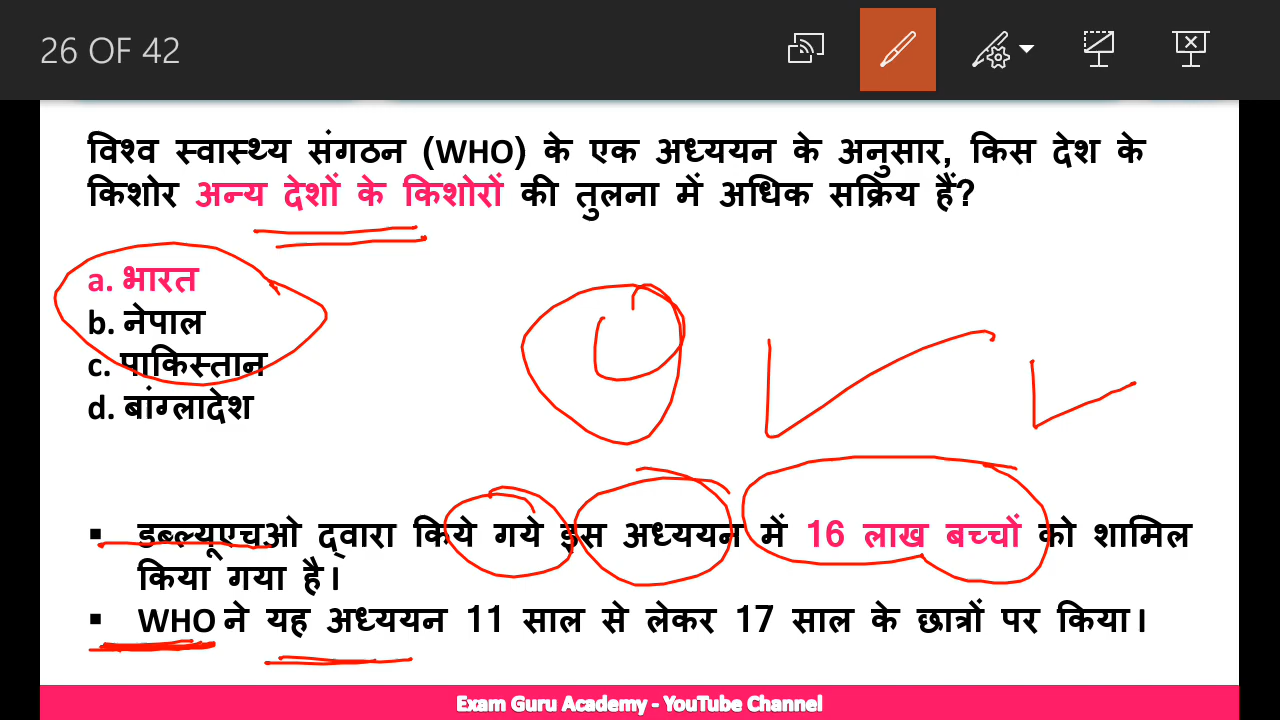 26 OF 42
विश्व स्वास्थ्य संगठन (WHO) के एक अध्ययन के अनुसार, किस देश के
किशोर अन्य देशों के किशोरों की तुलना में अधिक सक्रिय हैं?
a. भारत
b. नेपाल
c. पाकिस्तान
d. बांग्लादेश
▪ डब्ल्यूएचओ द्वारा किये गये इस अध्ययन में 16 लाख बच्चों को शामिल
किया गया है।
▪ WHO ने यह अध्ययन 11 साल से लेकर 17 साल के छात्रों पर किया।
Exam Guru Academy - YouTube Channel